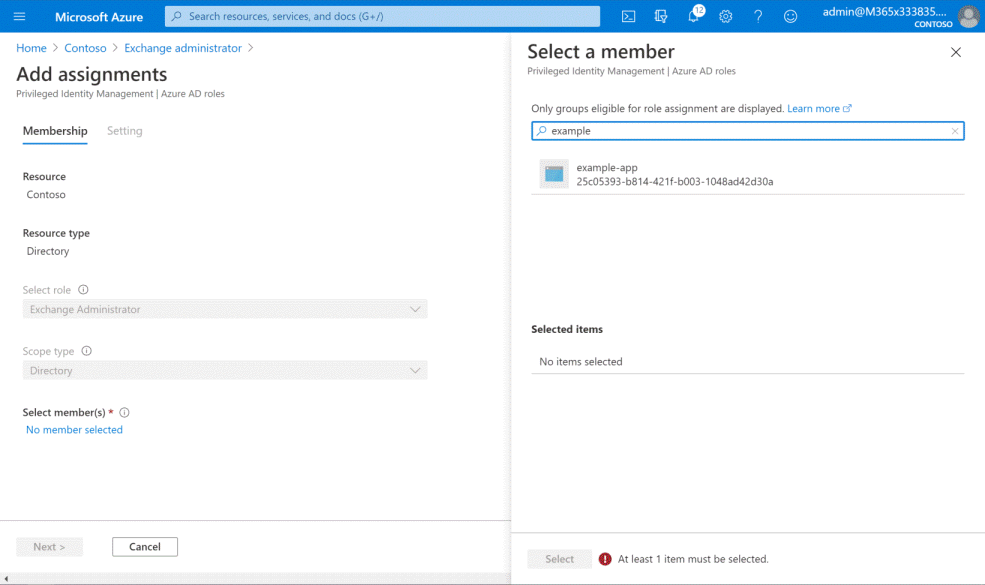 Microsoft Azure
Search resources, services, and docs (G+/)
12
admin@M365x333835....
CONTOSO
Home > Contoso > Exchange administrator >
Add assignments
Privileged Identity Management | Azure AD roles
Membership
Setting
Resource
Contoso
Resource type
Directory
Select role
Exchange Administrator
Scope type
Directory
Select member(s) *
No member selected
Next >
Cancel
Select a member
Privileged Identity Management | Azure AD roles
Only groups eligible for role assignment are displayed. Learn more
example
example-app
25c05393-b814-421f-b003-1048ad42d30a
Selected items
No items selected
Select
At least 1 item must be selected.